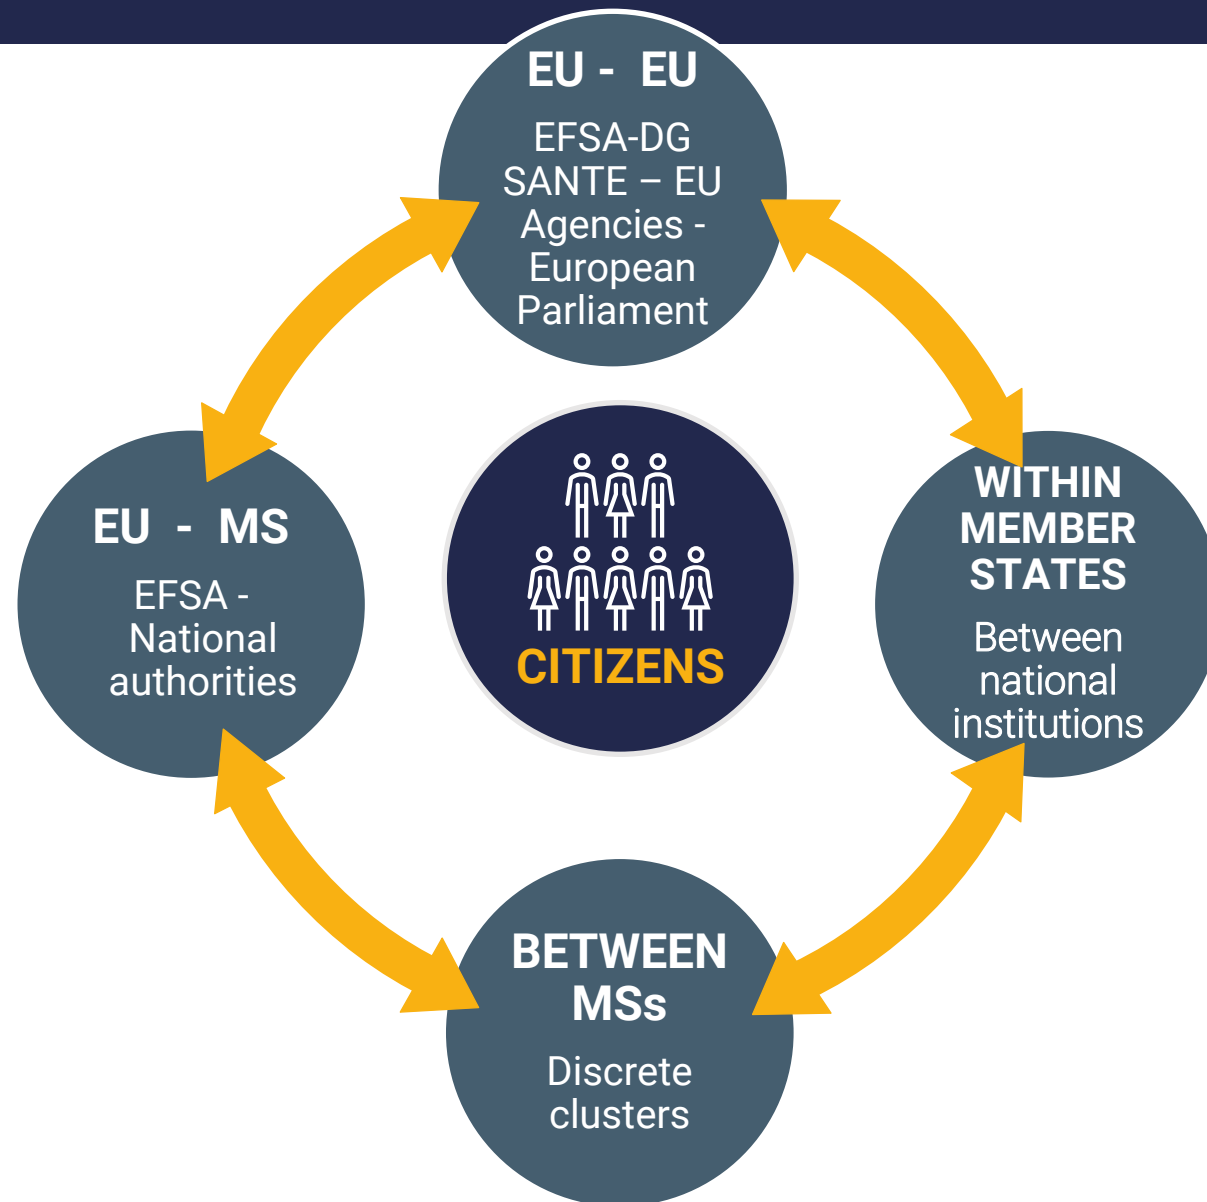 EU - EU
EFSA-DG
SANTE – EU
Agencies -
European
Parliament
EU - MS
EFSA -
National
authorities
CITIZENS
WITHIN
MEMBER
STATES
Between
national
institutions
BETWEEN
MSs
Discrete
clusters